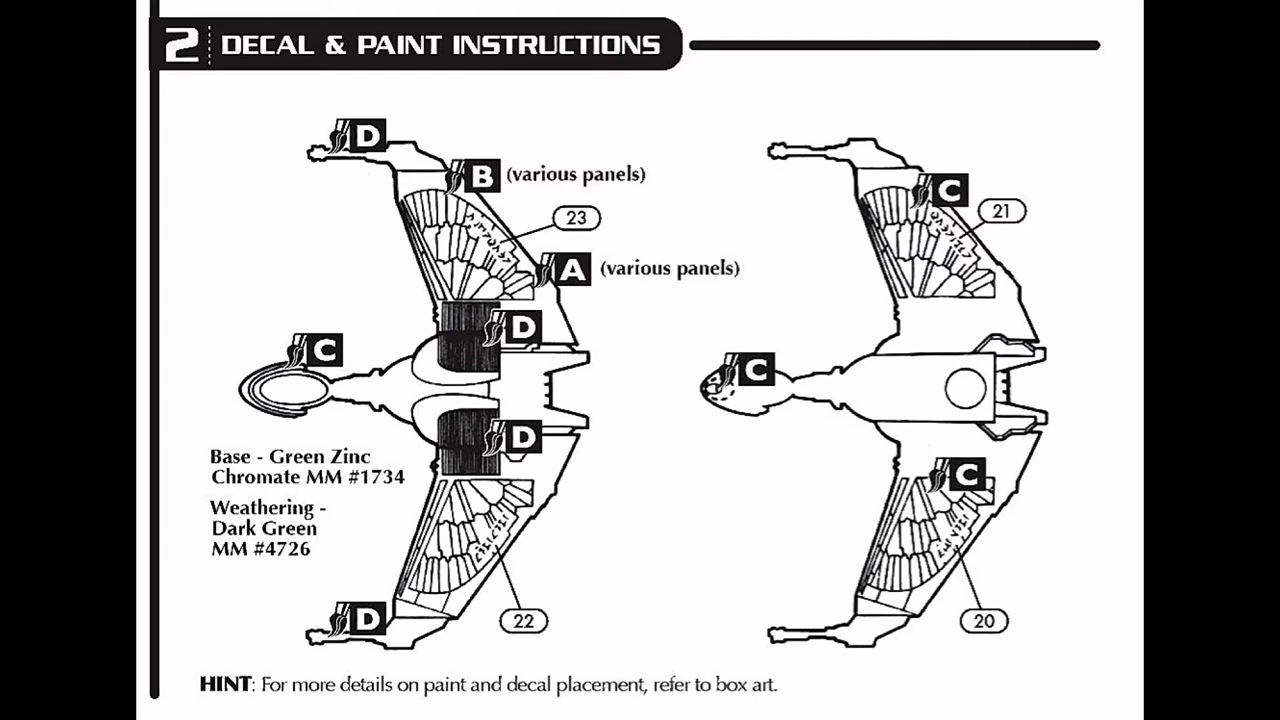 2 DECAL & PAINT INSTRUCTIONS
D
B (various panels)
23
A (various panels)
D
C
D
Base - Green Zinc
Chromate MM #1734
Weathering -
Dark Green
MM #4726
D
22
C
21
C
C
20
HINT: For more details on paint and decal placement, refer to box art.